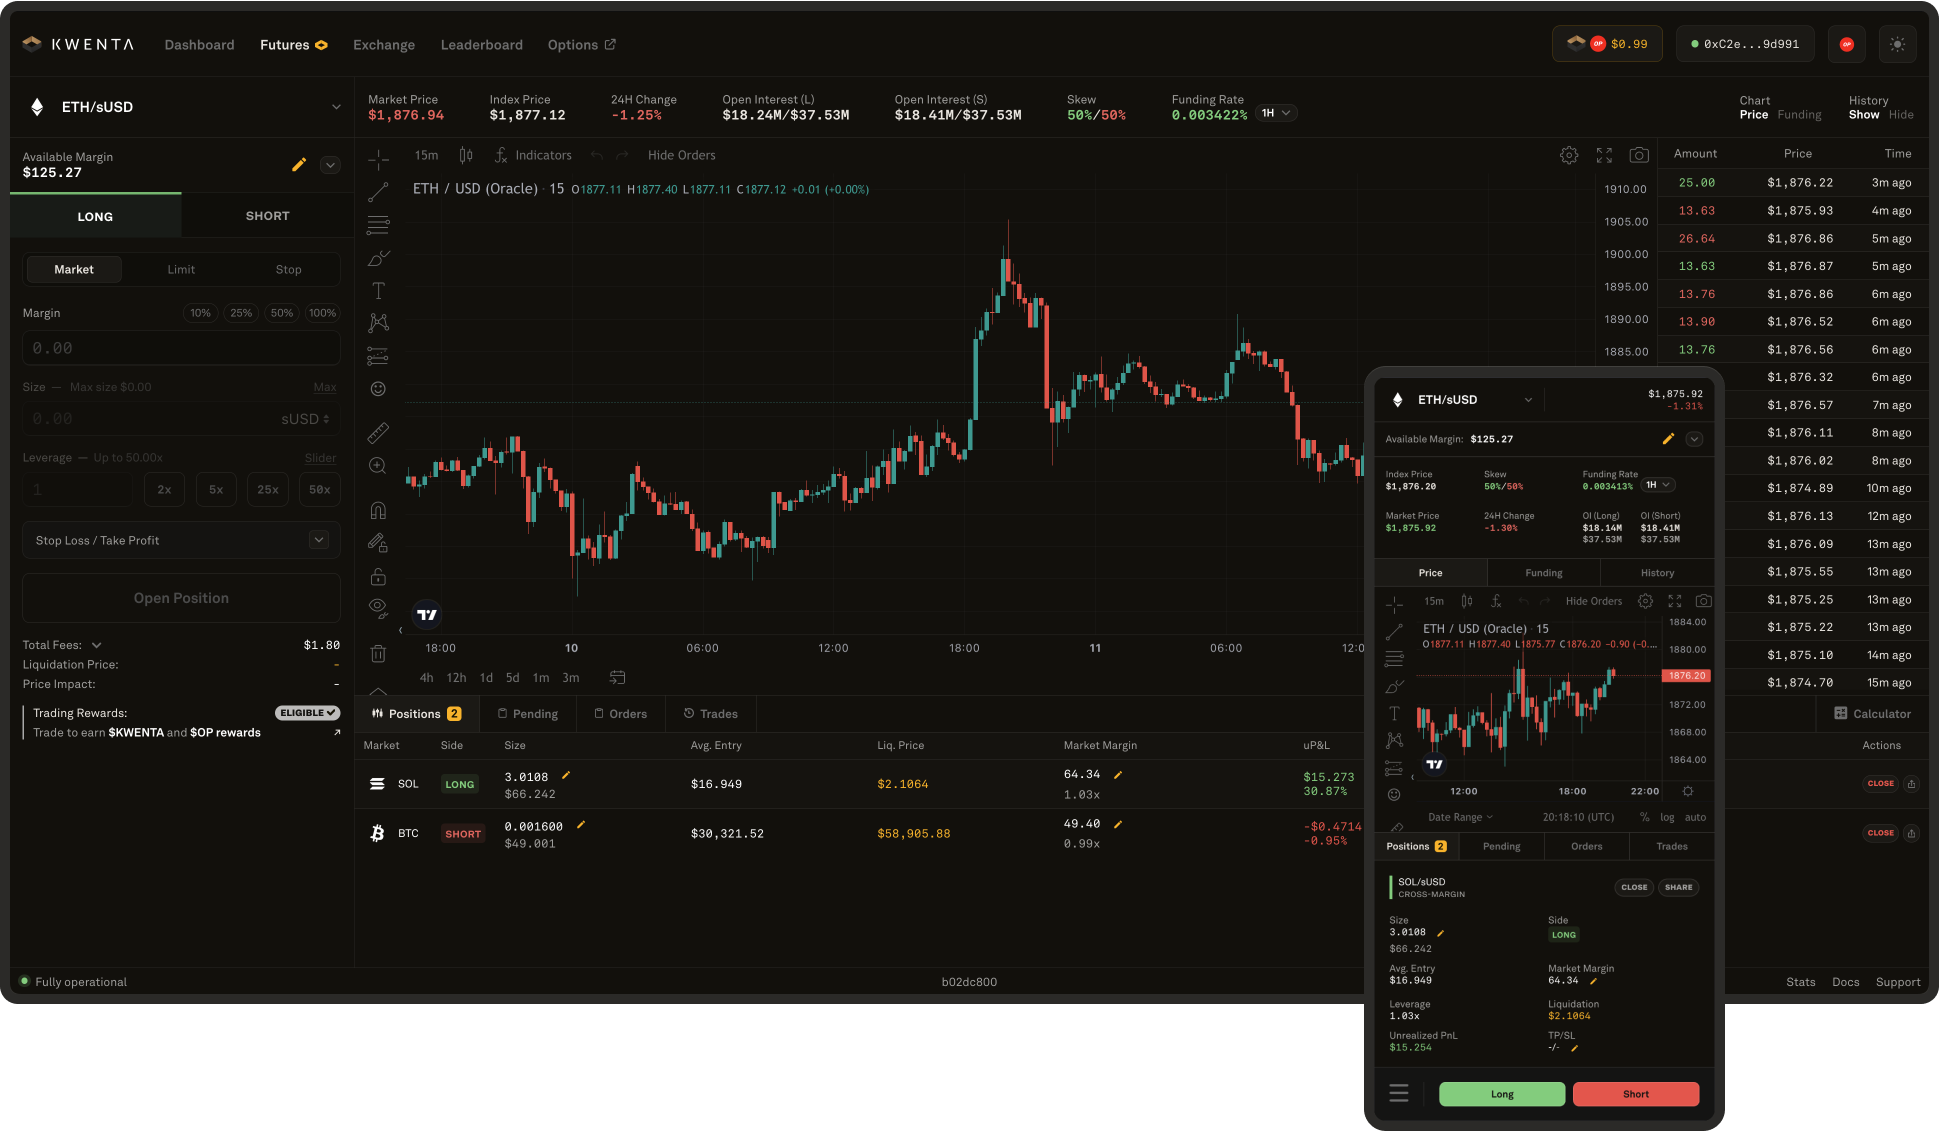 KWENTA Dashboard Futures Exchange Leaderboard Options OP $0.99 0xC2e...9d991 OP
ETH/sUSD
Market Price Index Price 24H Change Open Interest (L) Open Interest (S) Skew Funding Rate
$1,876.94 $1,877.12 -1.25% $18.24M/$37.53M $18.41M/$37.53M 50%/50% 0.003422% 1H
Chart History
Price Funding Show Hide
Available Margin
$125.27
LONG SHORT
Market Limit Stop
Margin 10% 25% 50% 100%
0.00
Size — Max size $0.00 Max
0.00 sUSD
Leverage — Up to 50.00x Slider
1 2x 5x 25x 50x
Stop Loss / Take Profit
Open Position
Total Fees: $1.80
Liquidation Price: -
Price Impact: -
Trading Rewards: ELIGIBLE
Trade to earn $KWENTA and $OP rewards
15m Indicators Hide Orders
ETH / USD (Oracle) · 15 O1877.11 H1877.40 L1877.11 C1877.12 +0.01 (+0.00%)
1910.00
1905.00
1900.00
1895.00
1890.00
1885.00
18:00 10 06:00 12:00 18:00 11 06:00 12:0
4h 12h 1d 5d 1m 3m
Amount Price Time
25.00 $1,876.22 3m ago
13.63 $1,875.93 4m ago
26.64 $1,876.86 5m ago
13.63 $1,876.87 5m ago
13.76 $1,876.86 6m ago
13.90 $1,876.52 6m ago
13.76 $1,876.56 6m ago
$1,876.32 6m ago
$1,876.57 7m ago
$1,876.11 8m ago
$1,876.02 8m ago
$1,874.89 10m ago
$1,876.13 12m ago
$1,876.09 13m ago
$1,875.55 13m ago
$1,875.25 13m ago
$1,875.22 13m ago
$1,875.10 14m ago
$1,874.70 15m ago
Positions 2 Pending Orders Trades Calculator
Market Side Size Avg. Entry Liq. Price Market Margin uP&L Actions
SOL LONG 3.0108 $16.949 $2.1064 64.34 $15.273 CLOSE
$66.242 1.03x 30.87%
BTC SHORT 0.001600 $30,321.52 $58,905.88 49.40 -$0.4714 CLOSE
$49.001 0.99x -0.95%
Fully operational b02dc800 Stats Docs Support
ETH/sUSD $1,875.92
-1.31%
Available Margin: $125.27
Index Price Skew Funding Rate
$1,876.20 50%/50% 0.003413% 1H
Market Price 24H Change OI (Long) OI (Short)
$1,875.92 -1.30% $18.14M $18.41M
$37.53M $37.53M
Price Funding History
15m Hide Orders
ETH / USD (Oracle) · 15
O1877.11 H1877.40 L1875.77 C1876.20 -0.90 (-0....
1884.00
1880.00
1876.20
1872.00
1868.00
1864.00
12:00 18:00 22:00
Date Range 20:18:10 (UTC) % log auto
Positions 2 Pending Orders Trades
SOL/sUSD CLOSE SHARE
CROSS-MARGIN
Size Side
3.0108 LONG
$66.242
Avg. Entry Market Margin
$16.949 64.34
Leverage Liquidation
1.03x $2.1064
Unrealized PnL TP/SL
$15.254 -/-
Long Short